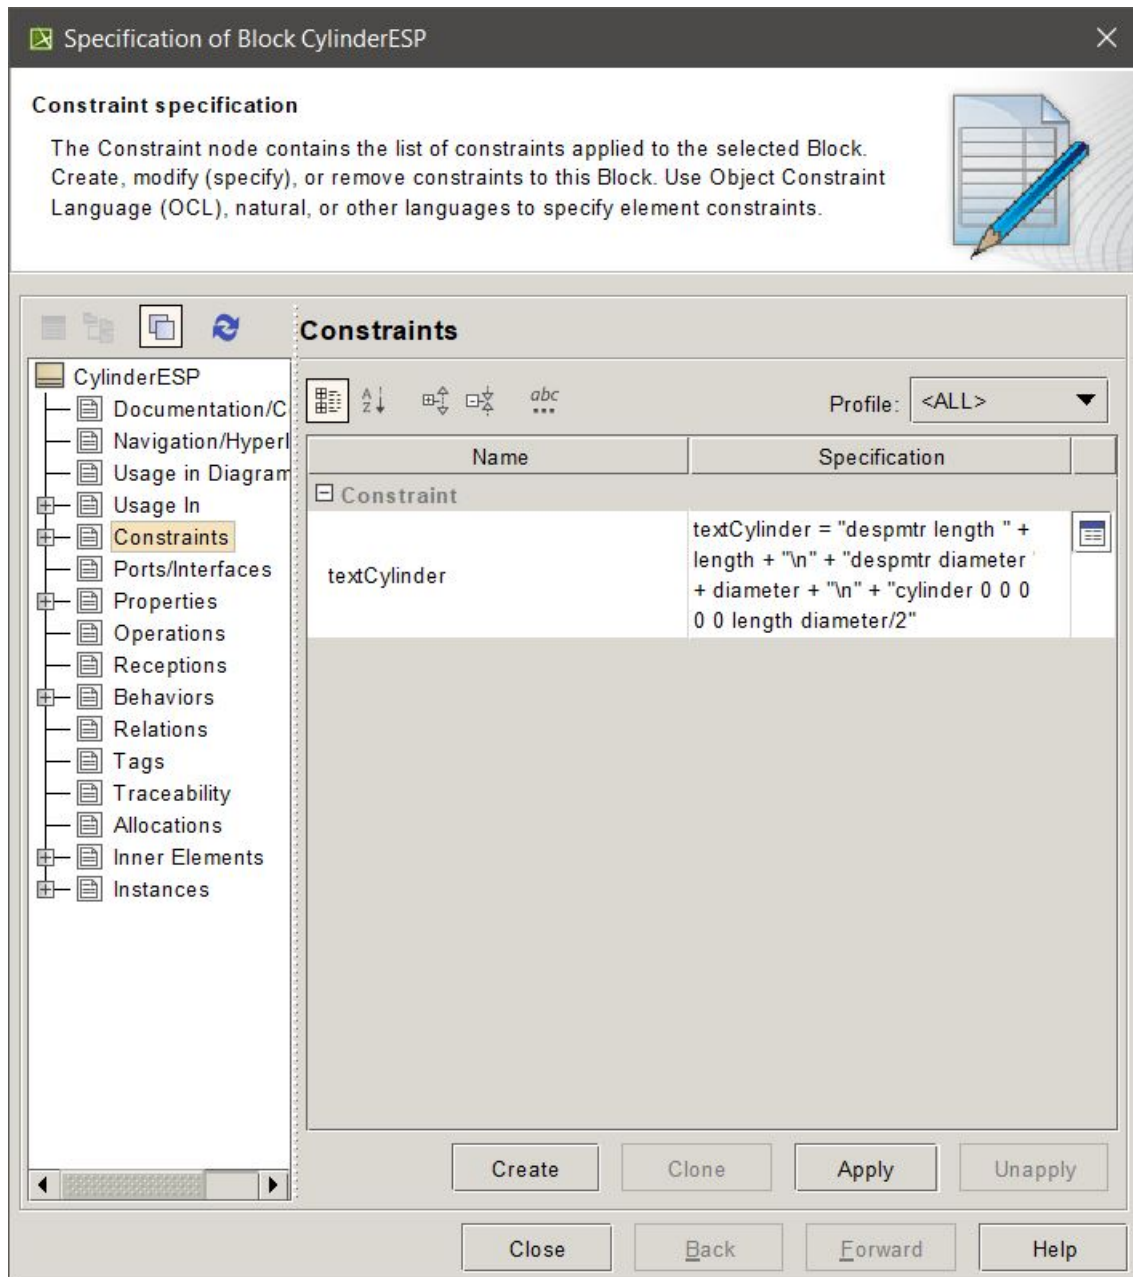 Specification of Block CylinderESP
Constraint specification
The Constraint node contains the list of constraints applied to the selected Block.
Create, modify (specify), or remove constraints to this Block. Use Object Constraint
Language (OCL), natural, or other languages to specify element constraints.
Constraints
CylinderESP
Documentation/C
Navigation/Hyperl
Usage in Diagram
Usage In
Constraints
Ports/Interfaces
Properties
Operations
Receptions
Behaviors
Relations
Tags
Traceability
Allocations
Inner Elements
Instances
A
Z
abc
Profile: <ALL>
Name Specification
Constraint
textCylinder
textCylinder = "despmtr length " +
length + "\n" + "despmtr diameter "
+ diameter + "\n" + "cylinder 0 0 0
0 0 length diameter/2"
Create Clone Apply Unapply
Close Back Forward Help